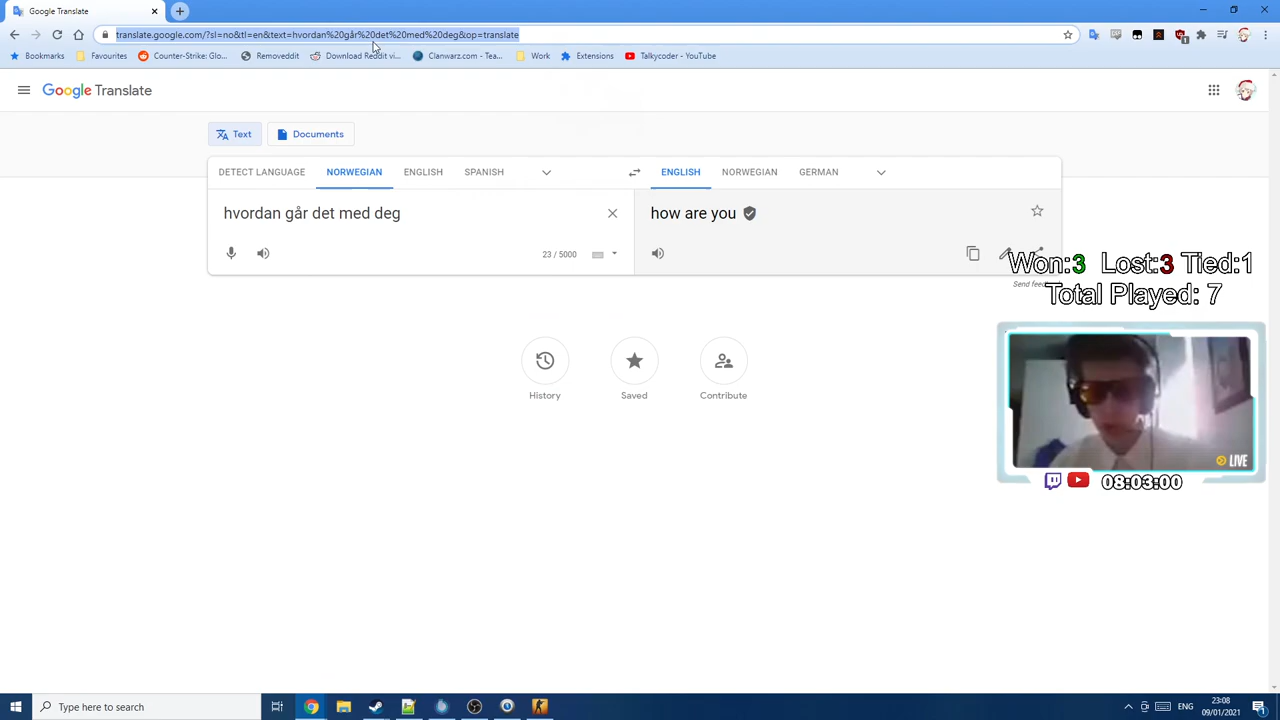 Google Translate
translate.google.com/?sl=no&tl=en&text=hvordan%20går%20det%20med%20deg&op=translate
Bookmarks Favourites Counter-Strike: Glo... Removeddit Download Reddit vi... Clanwarz.com - Tea... Work Extensions Talkycoder - YouTube
Google Translate
Text Documents
DETECT LANGUAGE NORWEGIAN ENGLISH SPANISH ENGLISH NORWEGIAN GERMAN
hvordan går det med deg how are you
23 / 5000
Send feed
Won:3 Lost:3 Tied:1
Total Played: 7
History Saved Contribute
LIVE
08:03:00
Type here to search
ENG
23:08
09/01/2021